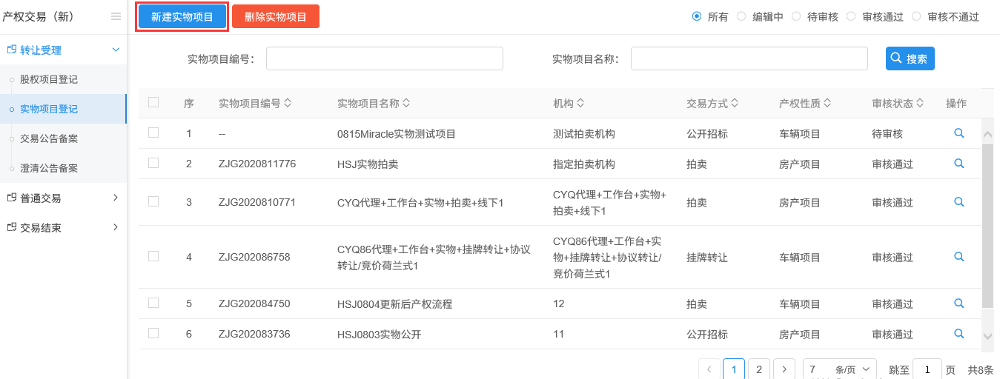 产权交易（新）
转让受理
股权项目登记
实物项目登记
交易公告备案
澄清公告备案
普通交易
交易结束
新建实物项目 删除实物项目 所有 编辑中 待审核 审核通过 审核不通过
实物项目编号： 实物项目名称： 搜索
序 实物项目编号 实物项目名称 机构 交易方式 产权性质 审核状态 操作
1 -- 0815Miracle实物测试项目 测试拍卖机构 公开招标 车辆项目 待审核
2 ZJG2020811776 HSJ实物拍卖 指定拍卖机构 拍卖 房产项目 审核通过
3 ZJG2020810771 CYQ代理+工作台+实物+拍卖+线下1 CYQ代理+工作台+实物+
拍卖+线下1 拍卖 房产项目 审核通过
4 ZJG202086758 CYQ86代理+工作台+实物+挂牌转让+协议
转让/竞价荷兰式1 CYQ86代理+工作台+实
物+挂牌转让+协议转让/
竞价荷兰式1 挂牌转让 车辆项目 审核通过
5 ZJG202084750 HSJ0804更新后产权流程 12 拍卖 车辆项目 审核通过
6 ZJG202083736 HSJ0803实物公开 11 公开招标 房产项目 审核通过
1 2 7 条/页 跳至 1 页 共8条